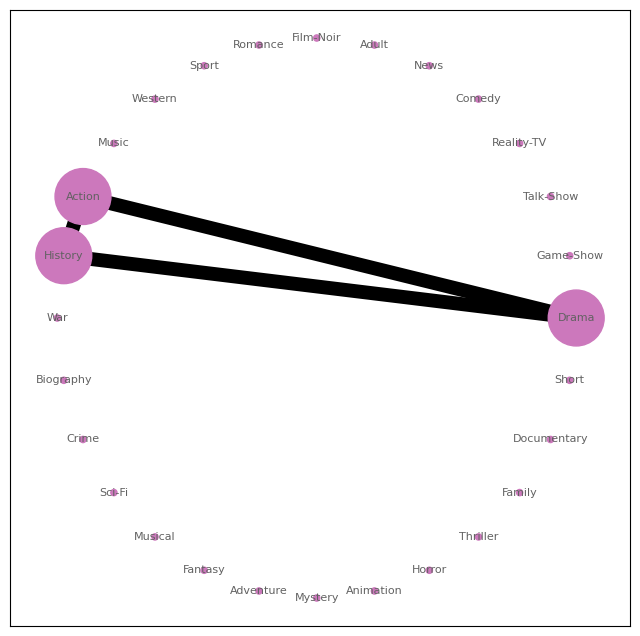 Film-Noir
Romance
Adult
Sport
News
Western
Comedy
Music
Reality-TV
Action
Talk-Show
History
Game-Show
War
Drama
Biography
Short
Crime
Documentary
Sci-Fi
Family
Musical
Thriller
Fantasy
Horror
Adventure
Animation
Mystery